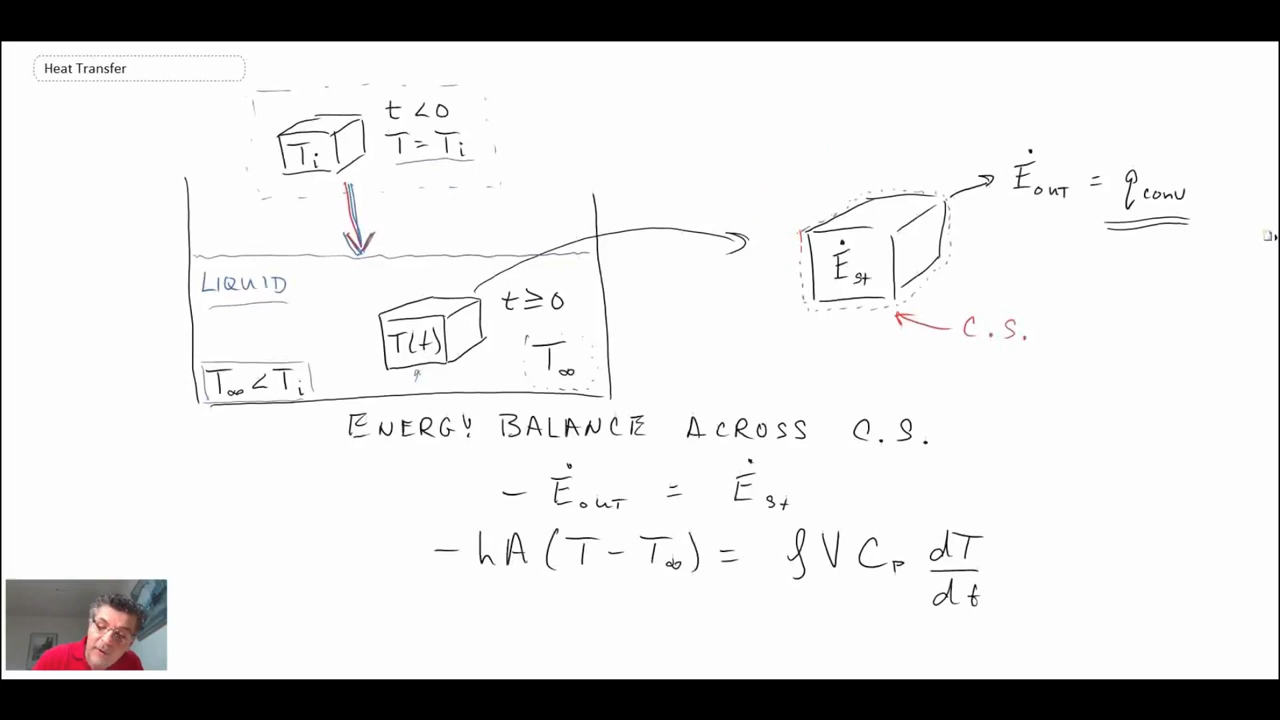 Heat Transfer
t < 0
T = Ti
Ti
Ėout = qconv
Ėst
LIQUID
t ≥ 0
T(t)
T∞
C.S.
T∞ < Ti
ENERGY BALANCE ACROSS C.S.
− Ėout = Ėst
− hA (T − T∞) = ρ V Cp dT/dt